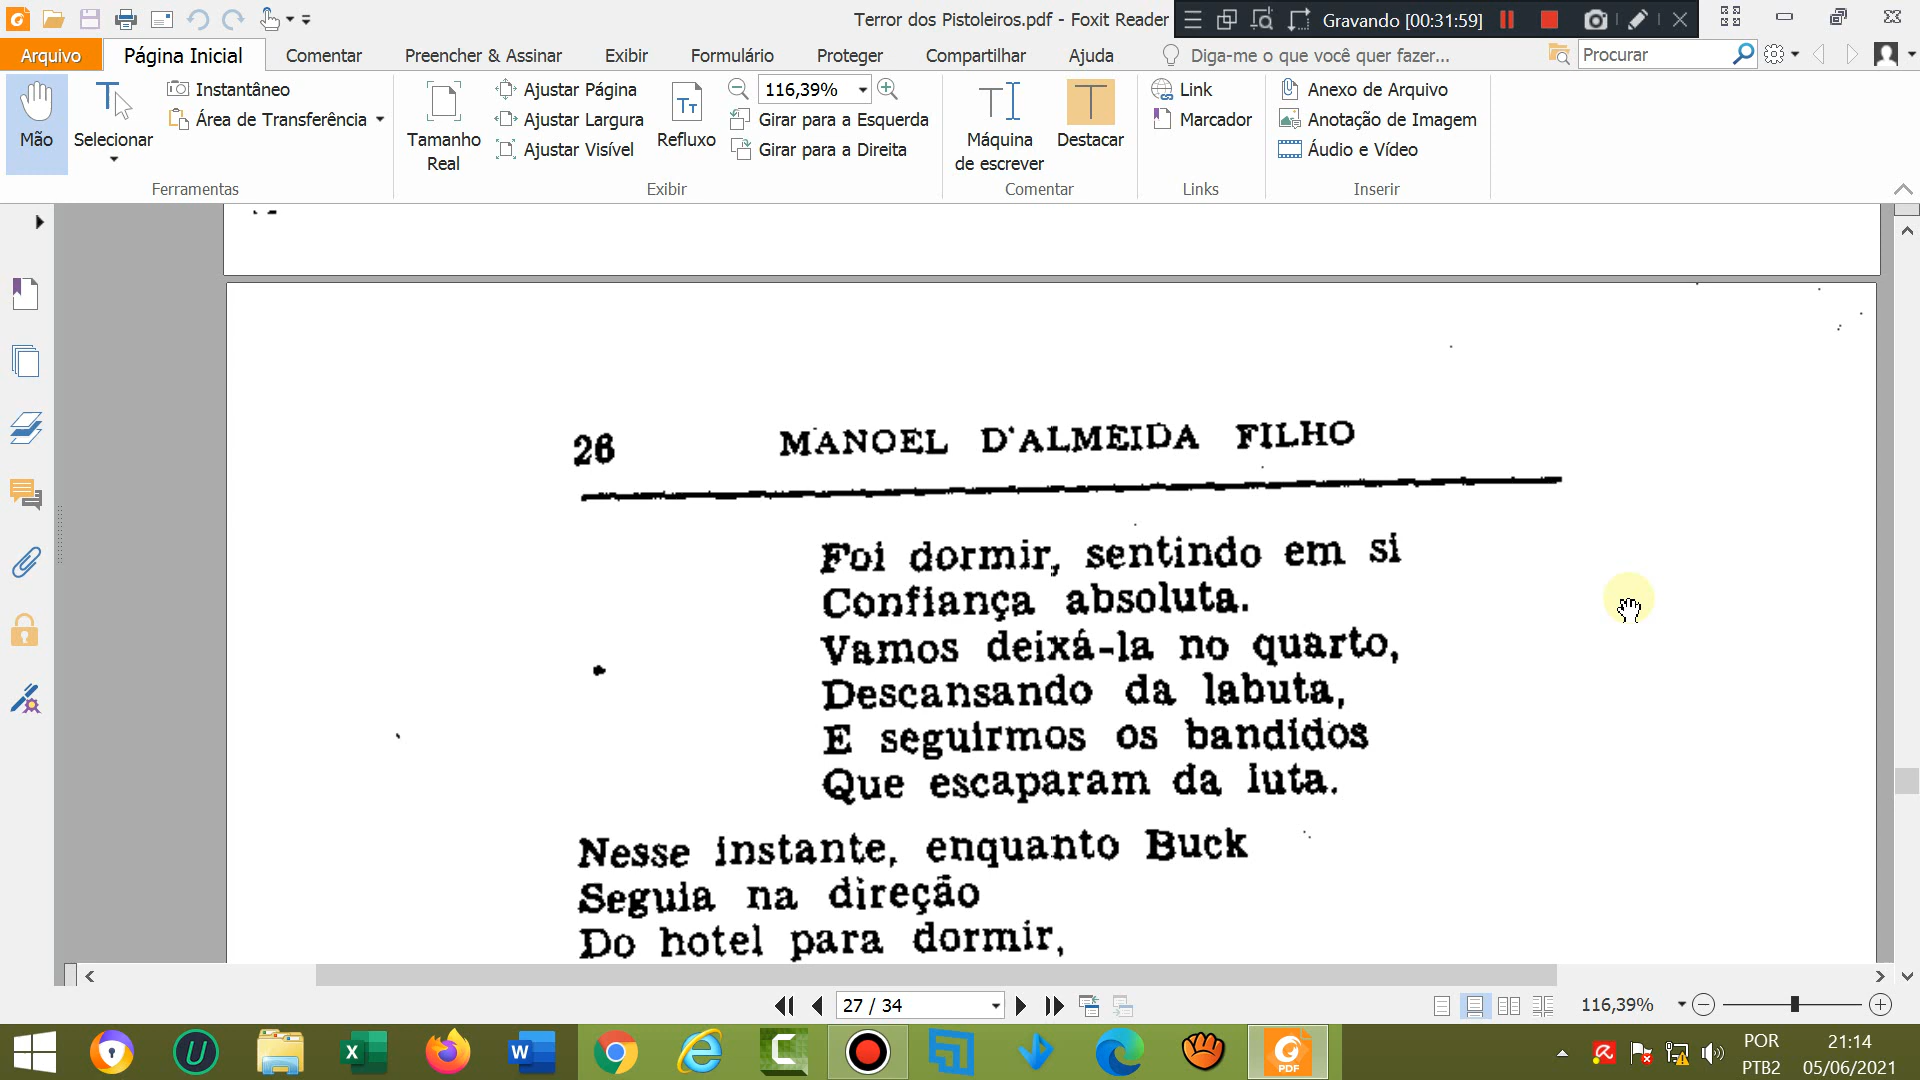 Terror dos Pistoleiros.pdf - Foxit Reader
Gravando [00:31:59]
Arquivo
Página Inicial
Comentar
Preencher & Assinar
Exibir
Formulário
Proteger
Compartilhar
Ajuda
Diga-me o que você quer fazer...
Procurar
Mão
Selecionar
Instantâneo
Área de Transferência
Ferramentas
Tamanho
Real
Ajustar Página
Ajustar Largura
Ajustar Visível
Refluxo
116,39%
Girar para a Esquerda
Girar para a Direita
Exibir
Máquina
de escrever
Destacar
Comentar
Link
Marcador
Links
Anexo de Arquivo
Anotação de Imagem
Áudio e Vídeo
Inserir
26 MANOEL D'ALMEIDA FILHO
Foi dormir, sentindo em si
Confiança absoluta.
Vamos deixá-la no quarto,
Descansando da labuta,
E seguirmos os bandidos
Que escaparam da luta.
Nesse instante, enquanto Buck
Seguia na direção
Do hotel para dormir,
27 / 34
116,39%
POR
PTB2
21:14
05/06/2021